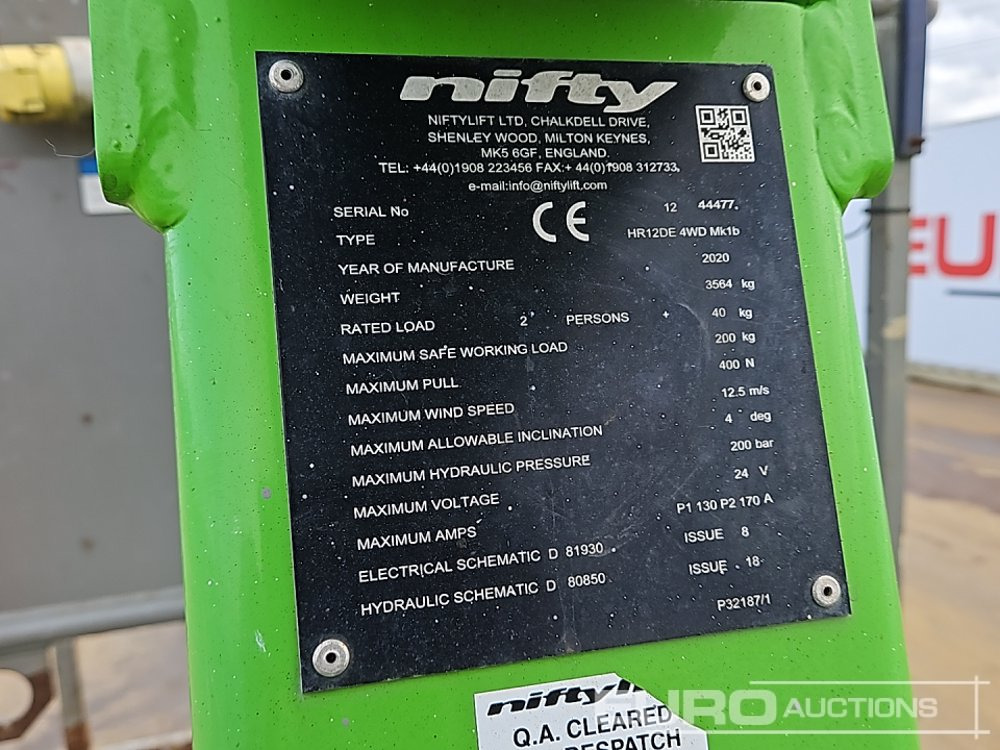 nifty
NIFTYLIFT LTD, CHALKDELL DRIVE,
SHENLEY WOOD, MILTON KEYNES,
MK5 6GF, ENGLAND.
TEL: +44(0)1908 223456 FAX:+ 44(0)1908 312733,
e-mail:info@niftylift.com
CE
SERIAL No 12 44477
TYPE HR12DE 4WD Mk1b
YEAR OF MANUFACTURE 2020
WEIGHT 3564 kg
RATED LOAD 2 PERSONS + 40 kg
MAXIMUM SAFE WORKING LOAD 200 kg
MAXIMUM PULL 400 N
MAXIMUM WIND SPEED 12.5 m/s
MAXIMUM ALLOWABLE INCLINATION 4 deg
MAXIMUM HYDRAULIC PRESSURE 200 bar
MAXIMUM VOLTAGE 24 V
MAXIMUM AMPS P1 130 P2 170 A
ELECTRICAL SCHEMATIC D 81930 ISSUE 8
HYDRAULIC SCHEMATIC D 80850 ISSUE 18
P32187/1
EU
Q.A. CLEARED
DESPATCH
EURO AUCTIONS